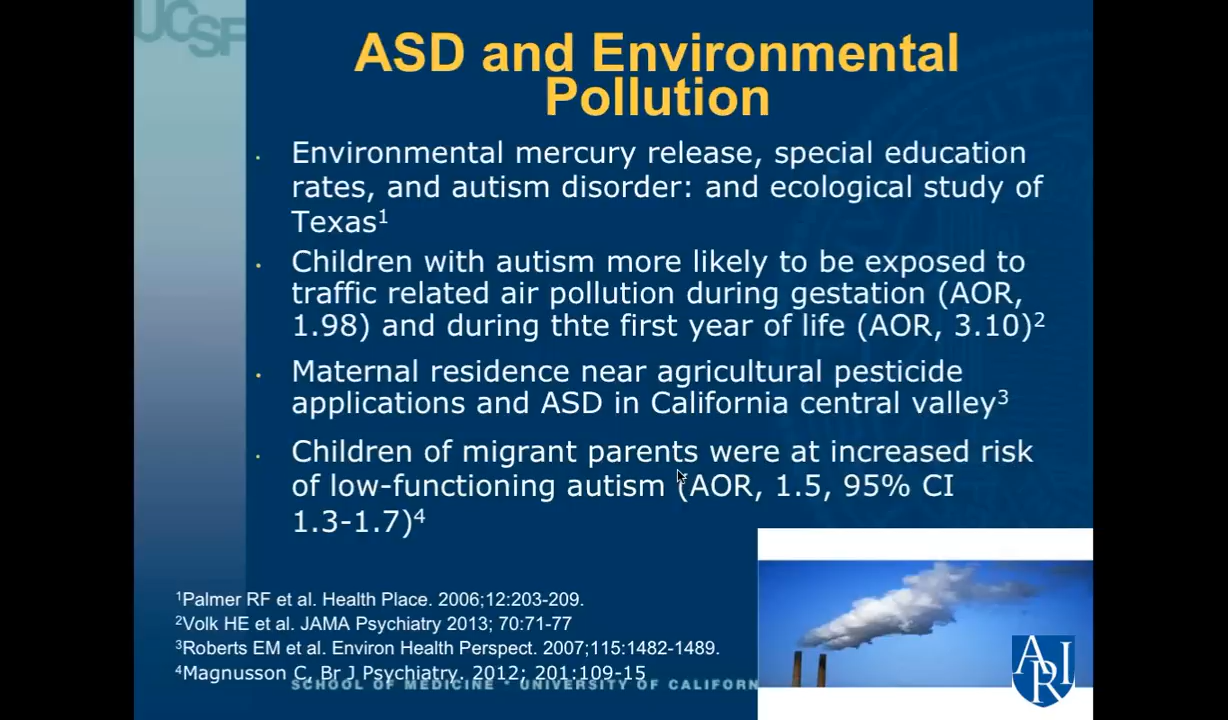 UCSF
ASD and Environmental
Pollution
· Environmental mercury release, special education
rates, and autism disorder: and ecological study of
Texas¹
· Children with autism more likely to be exposed to
traffic related air pollution during gestation (AOR,
1.98) and during thte first year of life (AOR, 3.10)²
· Maternal residence near agricultural pesticide
applications and ASD in California central valley³
· Children of migrant parents were at increased risk
of low-functioning autism (AOR, 1.5, 95% CI
1.3-1.7)⁴
¹Palmer RF et al. Health Place. 2006;12:203-209.
²Volk HE et al. JAMA Psychiatry 2013; 70:71-77
³Roberts EM et al. Environ Health Perspect. 2007;115:1482-1489.
⁴Magnusson C, Br J Psychiatry. 2012; 201:109-15
SCHOOL OF MEDICINE · UNIVERSITY OF CALIFORN
ARI